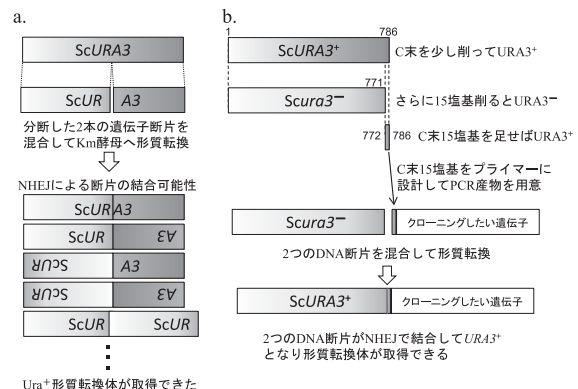 a.
ScURA3
ScUR A3
分断した2本の遺伝子断片を
混合してKm酵母へ形質転換
NHEJによる断片の結合可能性
ScURA3
ScUR A3
ScUR A3
ScUR A3
ScUR ScUR
Ura⁺形質転換体が取得できた
b.
1 786
ScURA3⁺ C末を少し削ってURA3⁺
771
Scura3⁻ さらに15塩基削るとURA3⁻
772 786 C末15塩基を足せばURA3⁺
C末15塩基をプライマーに
設計してPCR産物を用意
Scura3⁻ クローニングしたい遺伝子
2つのDNA断片を混合して形質転換
ScURA3⁺ クローニングしたい遺伝子
2つのDNA断片がNHEJで結合してURA3⁺
となり形質転換体が取得できる